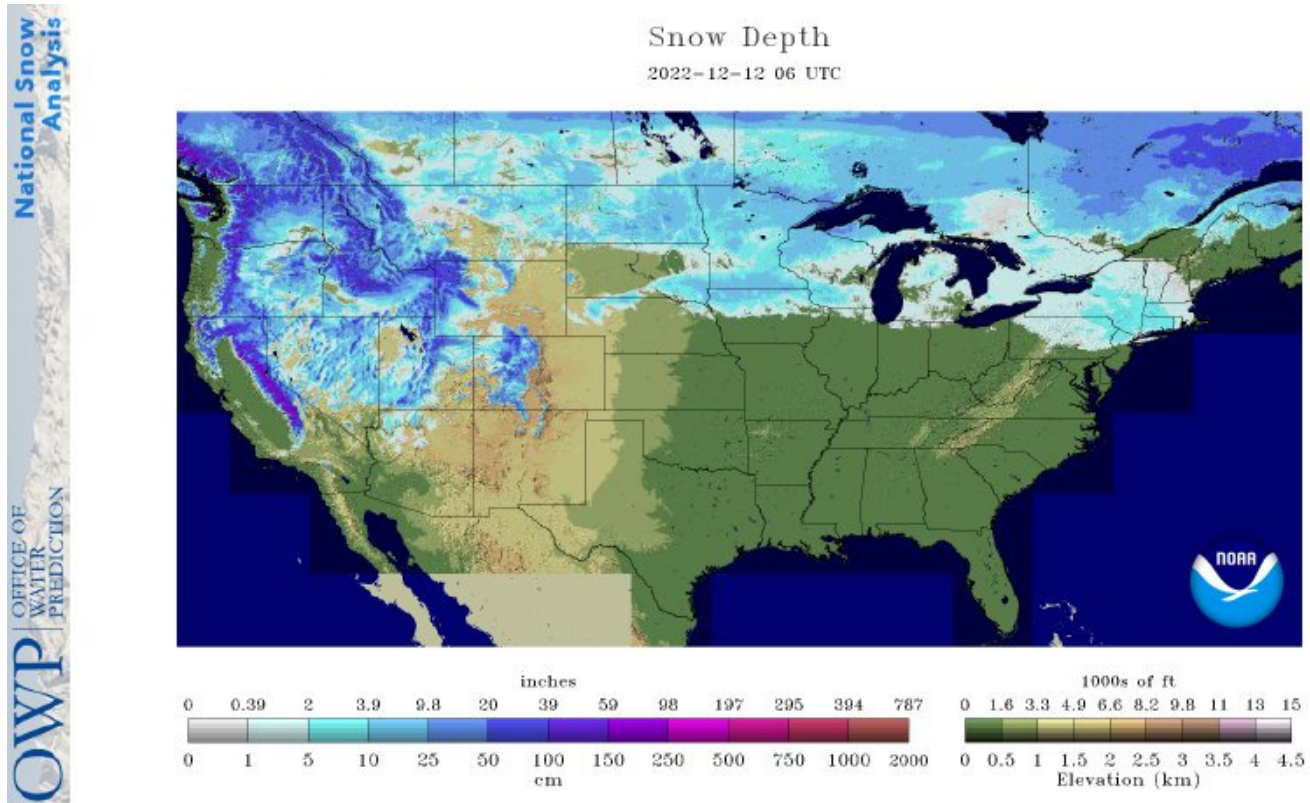 National Snow
Analysis
OWP
OFFICE OF
WATER
PREDICTION
Snow Depth
2022-12-12 06 UTC
NOAA
inches
0 0.39 2 3.9 9.8 20 39 59 98 197 295 394 787
0 1 5 10 25 50 100 150 250 500 750 1000 2000
cm
1000s of ft
0 1.6 3.3 4.9 6.6 8.2 9.8 11 13 15
0 0.5 1 1.5 2 2.5 3 3.5 4 4.5
Elevation (km)